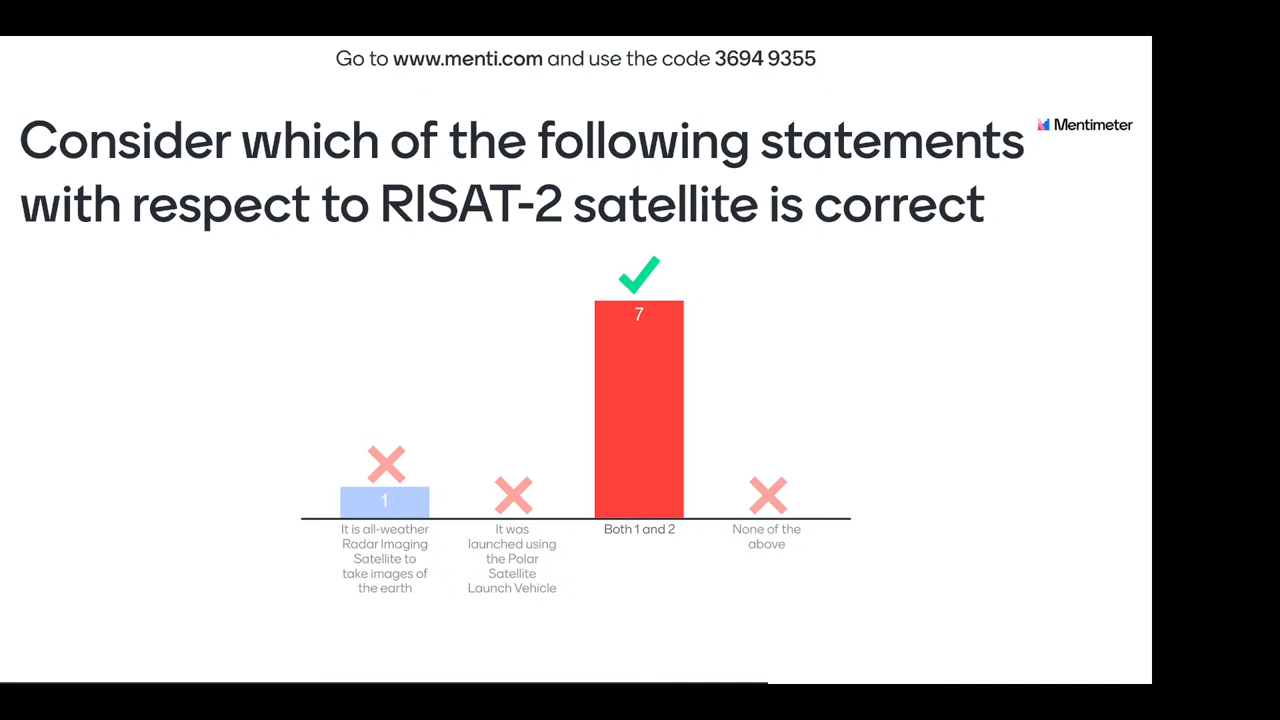 Go to www.menti.com and use the code 3694 9355
Consider which of the following statements
with respect to RISAT-2 satellite is correct
Mentimeter
7
1
It is all-weather
Radar Imaging
Satellite to
take images of
the earth
It was
launched using
the Polar
Satellite
Launch Vehicle
Both 1 and 2
None of the
above